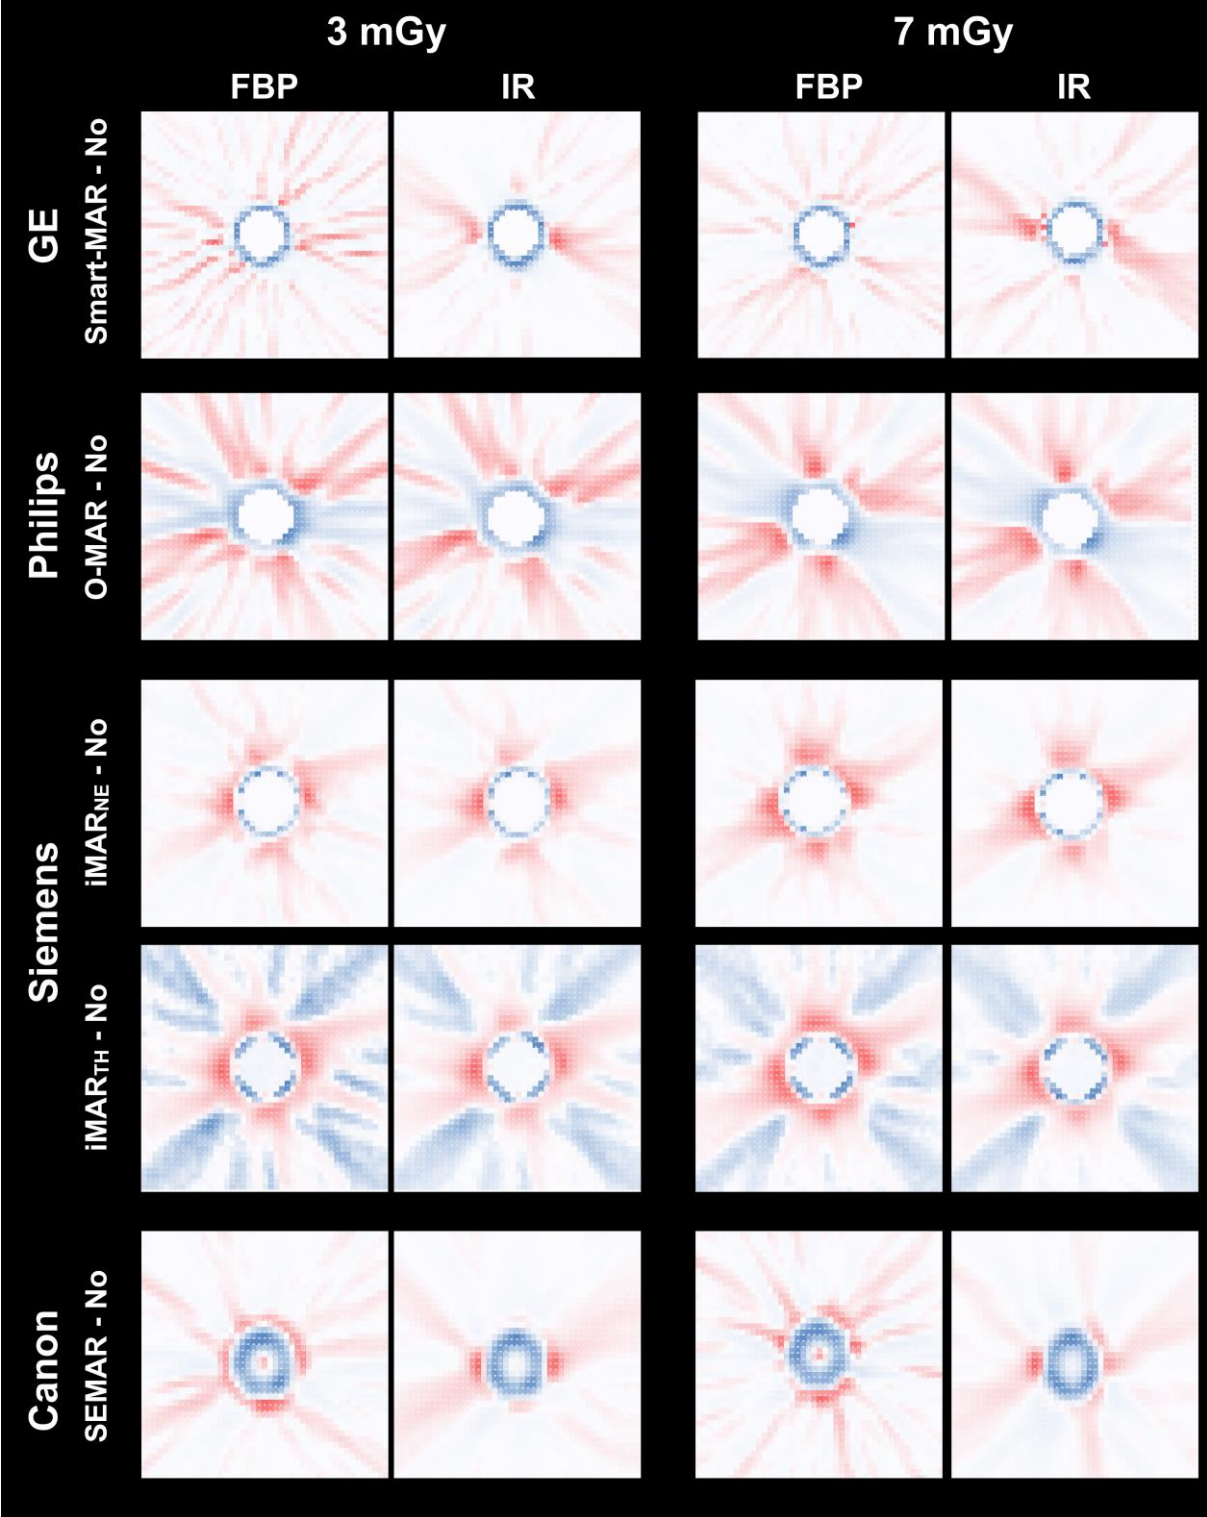 3 mGy 7 mGy
FBP IR FBP IR
GE
Smart-MAR - No
Philips
O-MAR - No
Siemens
iMARNE - No
iMARTH - No
Canon
SEMAR - No